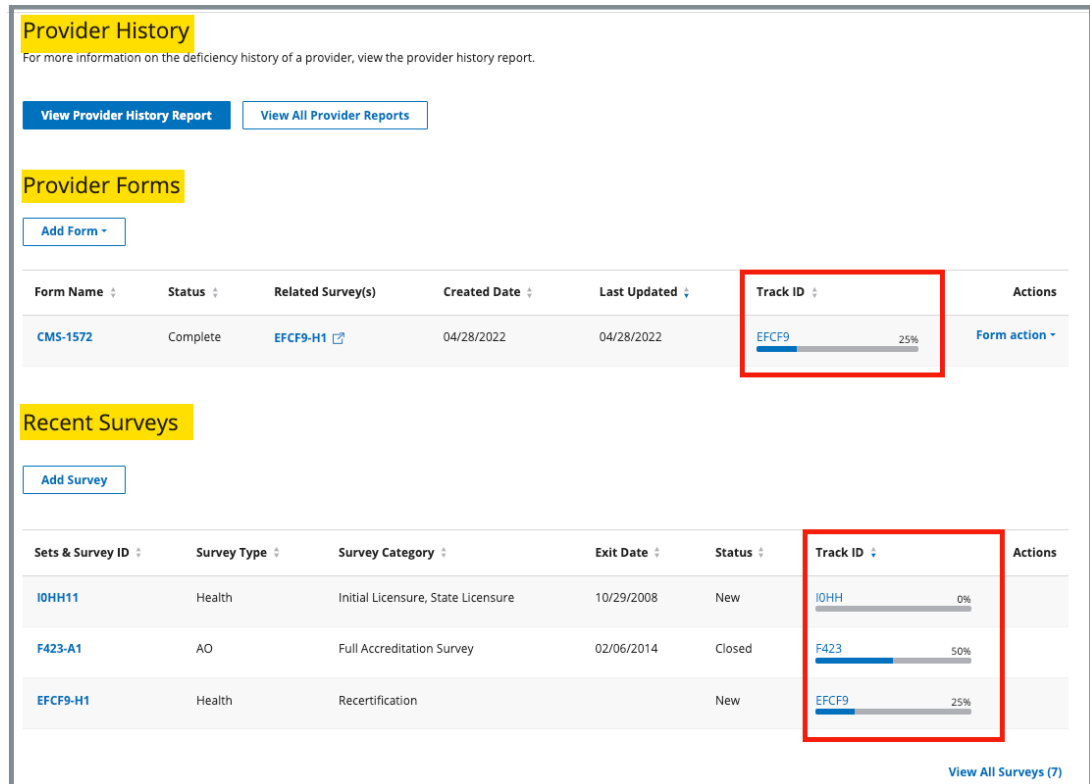 Provider History
For more information on the deficiency history of a provider, view the provider history report.
View Provider History Report View All Provider Reports
Provider Forms
Add Form
Form Name Status Related Survey(s) Created Date Last Updated Track ID Actions
CMS-1572 Complete EFCF9-H1 04/28/2022 04/28/2022 EFCF9 25% Form action
Recent Surveys
Add Survey
Sets & Survey ID Survey Type Survey Category Exit Date Status Track ID Actions
I0HH11 Health Initial Licensure, State Licensure 10/29/2008 New I0HH 0%
F423-A1 AO Full Accreditation Survey 02/06/2014 Closed F423 50%
EFCF9-H1 Health Recertification New EFCF9 25%
View All Surveys (7)